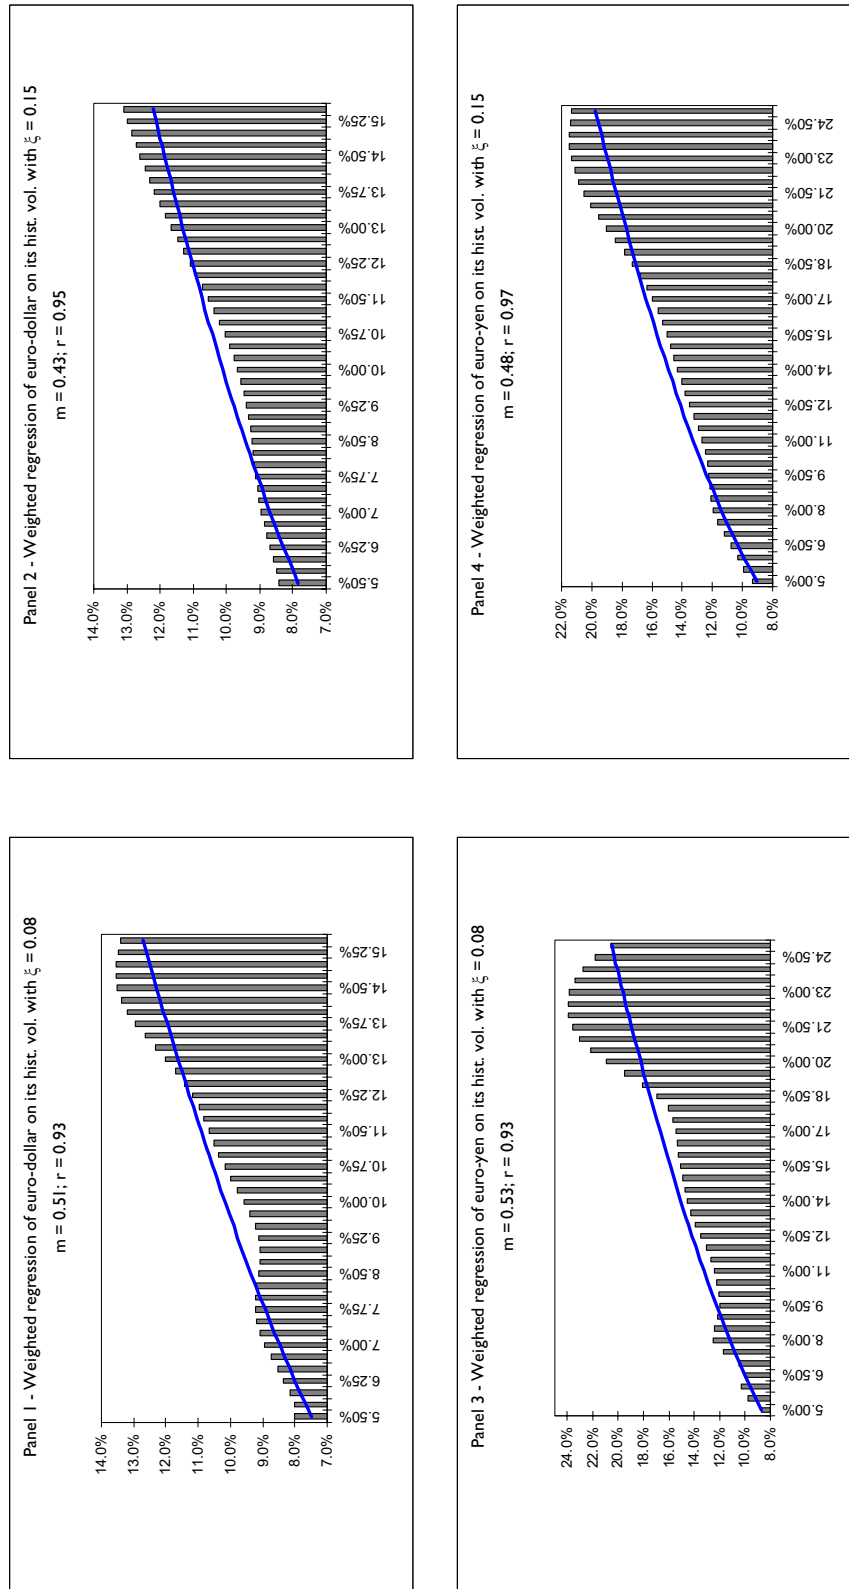 Panel 1 - Weighted regression of euro-dollar on its hist. vol. with ξ = 0.08
m = 0.51; r = 0.93
14.0%
13.0%
12.0%
11.0%
10.0%
9.0%
8.0%
7.0%
5.50% 6.25% 7.00% 7.75% 8.50% 9.25% 10.00% 10.75% 11.50% 12.25% 13.00% 13.75% 14.50% 15.25%
Panel 2 - Weighted regression of euro-dollar on its hist. vol. with ξ = 0.15
m = 0.43; r = 0.95
14.0%
13.0%
12.0%
11.0%
10.0%
9.0%
8.0%
7.0%
5.50% 6.25% 7.00% 7.75% 8.50% 9.25% 10.00% 10.75% 11.50% 12.25% 13.00% 13.75% 14.50% 15.25%
Panel 3 - Weighted regression of euro-yen on its hist. vol. with ξ = 0.08
m = 0.53; r = 0.93
24.0%
22.0%
20.0%
18.0%
16.0%
14.0%
12.0%
10.0%
8.0%
5.00% 6.50% 8.00% 9.50% 11.00% 12.50% 14.00% 15.50% 17.00% 18.50% 20.00% 21.50% 23.00% 24.50%
Panel 4 - Weighted regression of euro-yen on its hist. vol. with ξ = 0.15
m = 0.48; r = 0.97
22.0%
20.0%
18.0%
16.0%
14.0%
12.0%
10.0%
8.0%
5.00% 6.50% 8.00% 9.50% 11.00% 12.50% 14.00% 15.50% 17.00% 18.50% 20.00% 21.50% 23.00% 24.50%